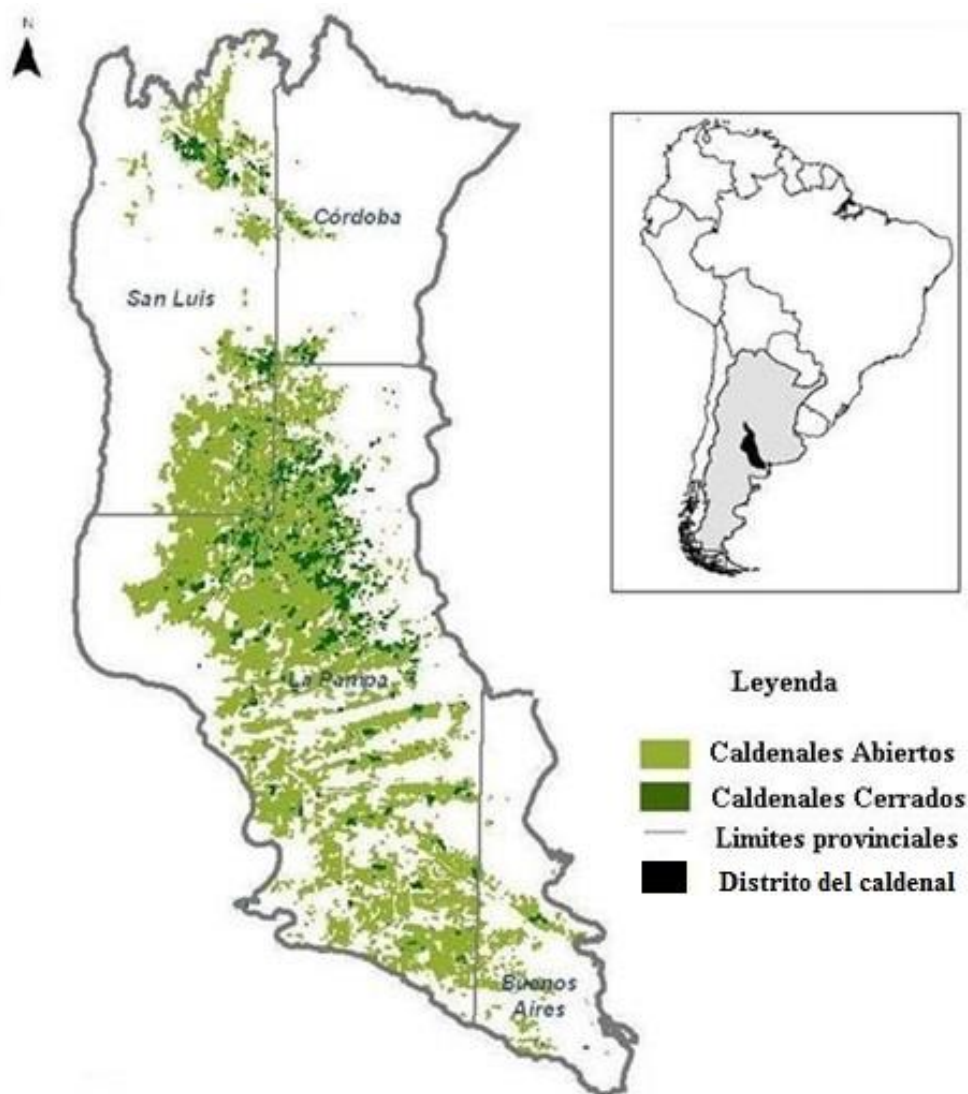 N
Córdoba
San Luis
La Pampa
Buenos
Aires
Leyenda
Caldenales Abiertos
Caldenales Cerrados
Limites provinciales
Distrito del caldenal